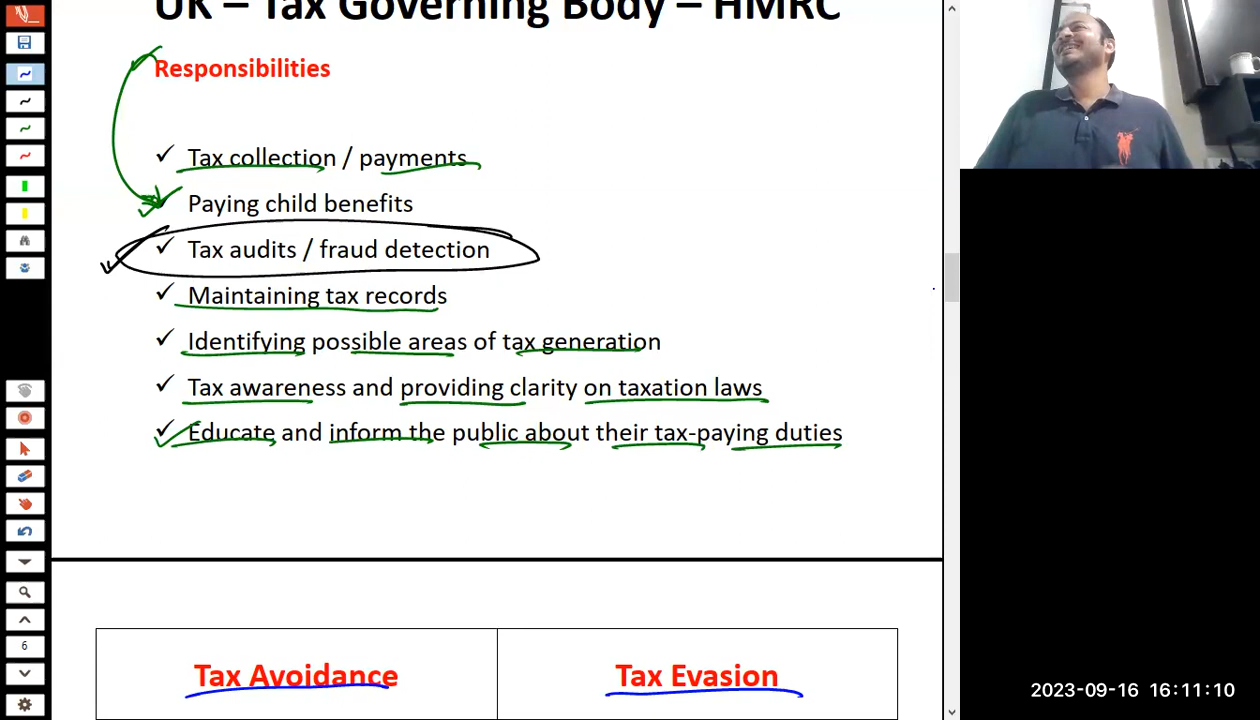 UK – Tax Governing Body – HMRC
Responsibilities
Tax collection / payments
Paying child benefits
Tax audits / fraud detection
Maintaining tax records
Identifying possible areas of tax generation
Tax awareness and providing clarity on taxation laws
Educate and inform the public about their tax-paying duties
6
Tax Avoidance
Tax Evasion
2023-09-16 16:11:10